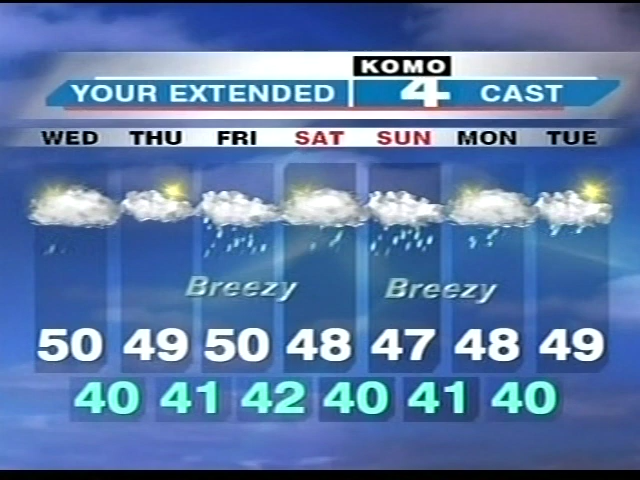 KOMO
YOUR EXTENDED 4 CAST
WED THU FRI SAT SUN MON TUE
Breezy Breezy
50 49 50 48 47 48 49
40 41 42 40 41 40